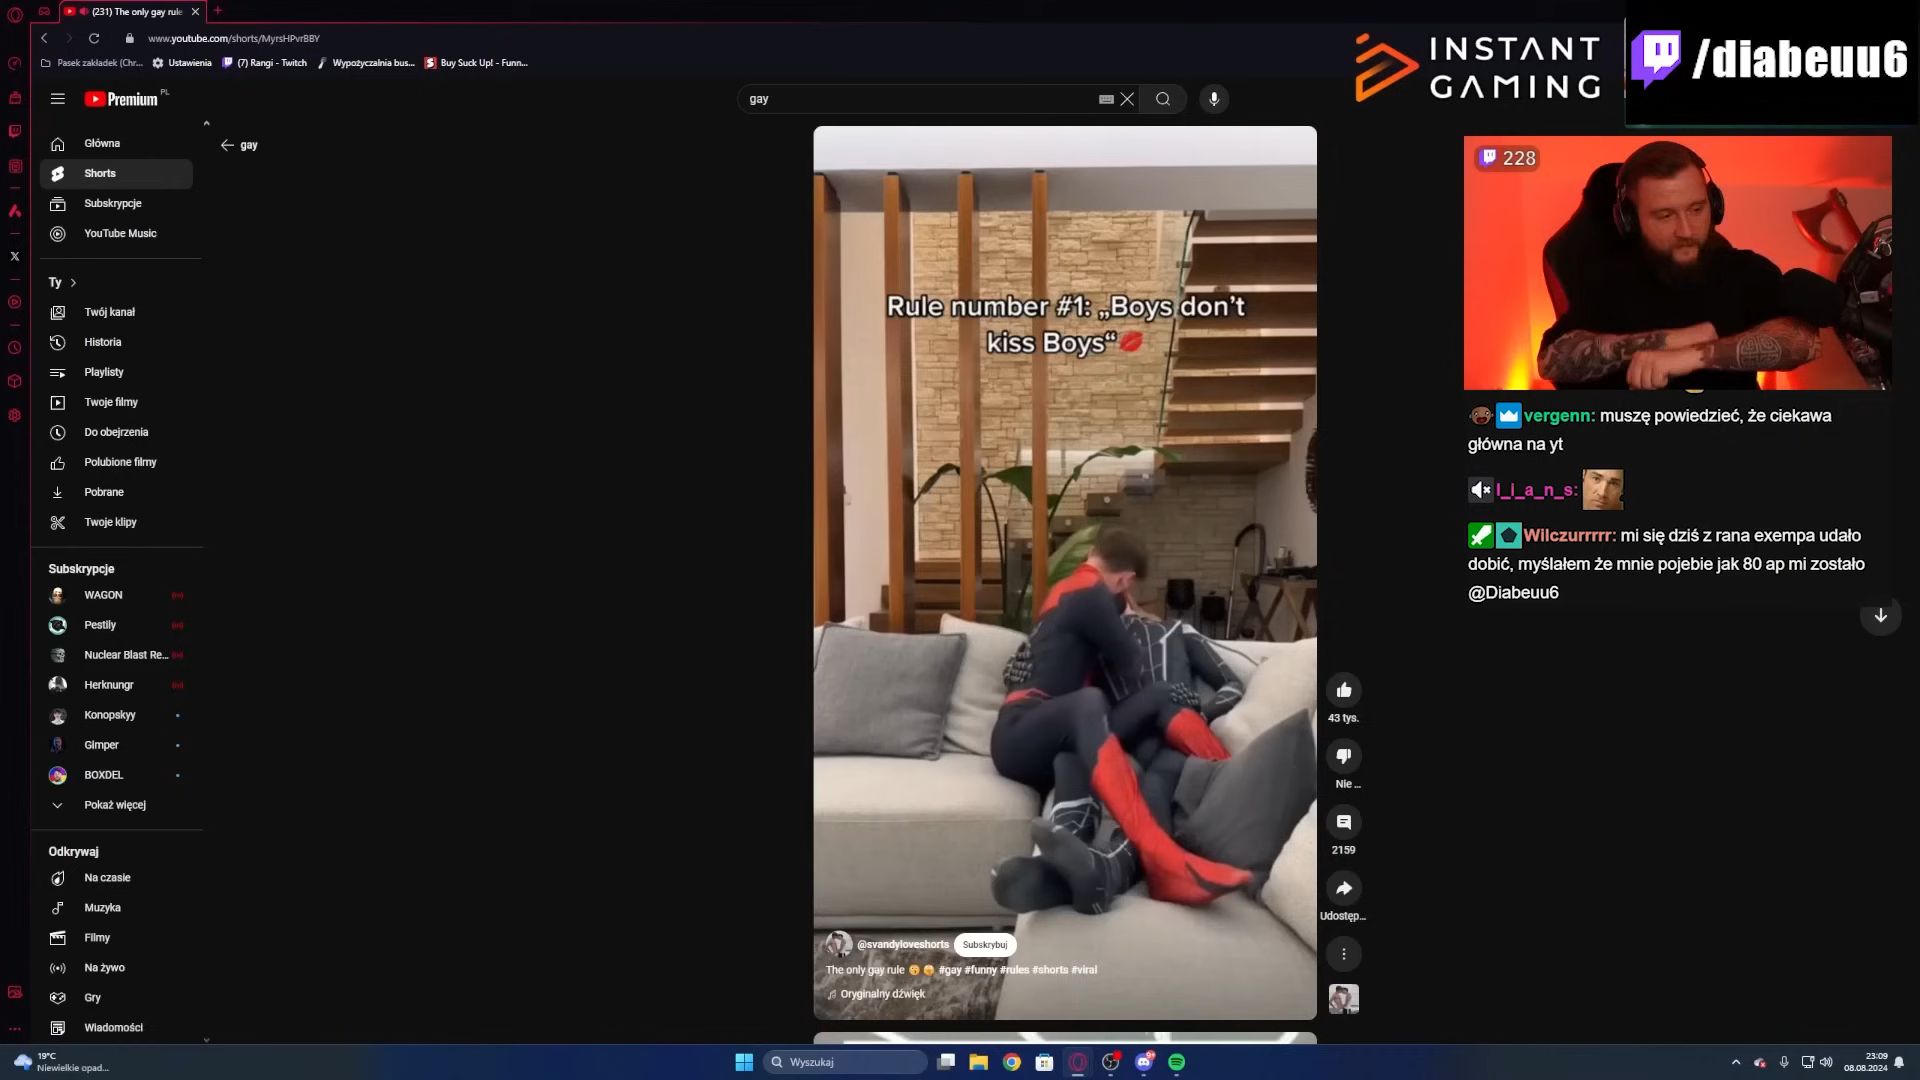 (231) The only gay rule
www.youtube.com/shorts/MyrsHPvrBBY
Pasek zakładek (Chr...
Ustawienia
(7) Rangi - Twitch
Wypożyczalnia bus...
Buy Suck Up! - Funn...
INSTANT
GAMING
/diabeuu6
Premium PL
gay
gay
Główna
Shorts
Subskrypcje
YouTube Music
Ty
Twój kanał
Historia
Playlisty
Twoje filmy
Do obejrzenia
Polubione filmy
Pobrane
Twoje klipy
Subskrypcje
WAGON
Pestily
Nuclear Blast Re...
Herknungr
Konopskyy
Gimper
BOXDEL
Pokaż więcej
Odkrywaj
Na czasie
Muzyka
Filmy
Na żywo
Gry
Wiadomości
Rule number #1: „Boys don't
kiss Boys“
43 tys.
Nie ...
2159
Udostęp...
@svandyloveshorts
Subskrybuj
The only gay rule #gay #funny #rules #shorts #viral
Oryginalny dźwięk
228
vergenn: muszę powiedzieć, że ciekawa
główna na yt
l_i_a_n_s:
Wilczurrrrr: mi się dziś z rana exempa udało
dobić, myślałem że mnie pojebie jak 80 ap mi zostało
@Diabeuu6
19°C
Niewielkie opad...
Wyszukaj
23:09
08.08.2024